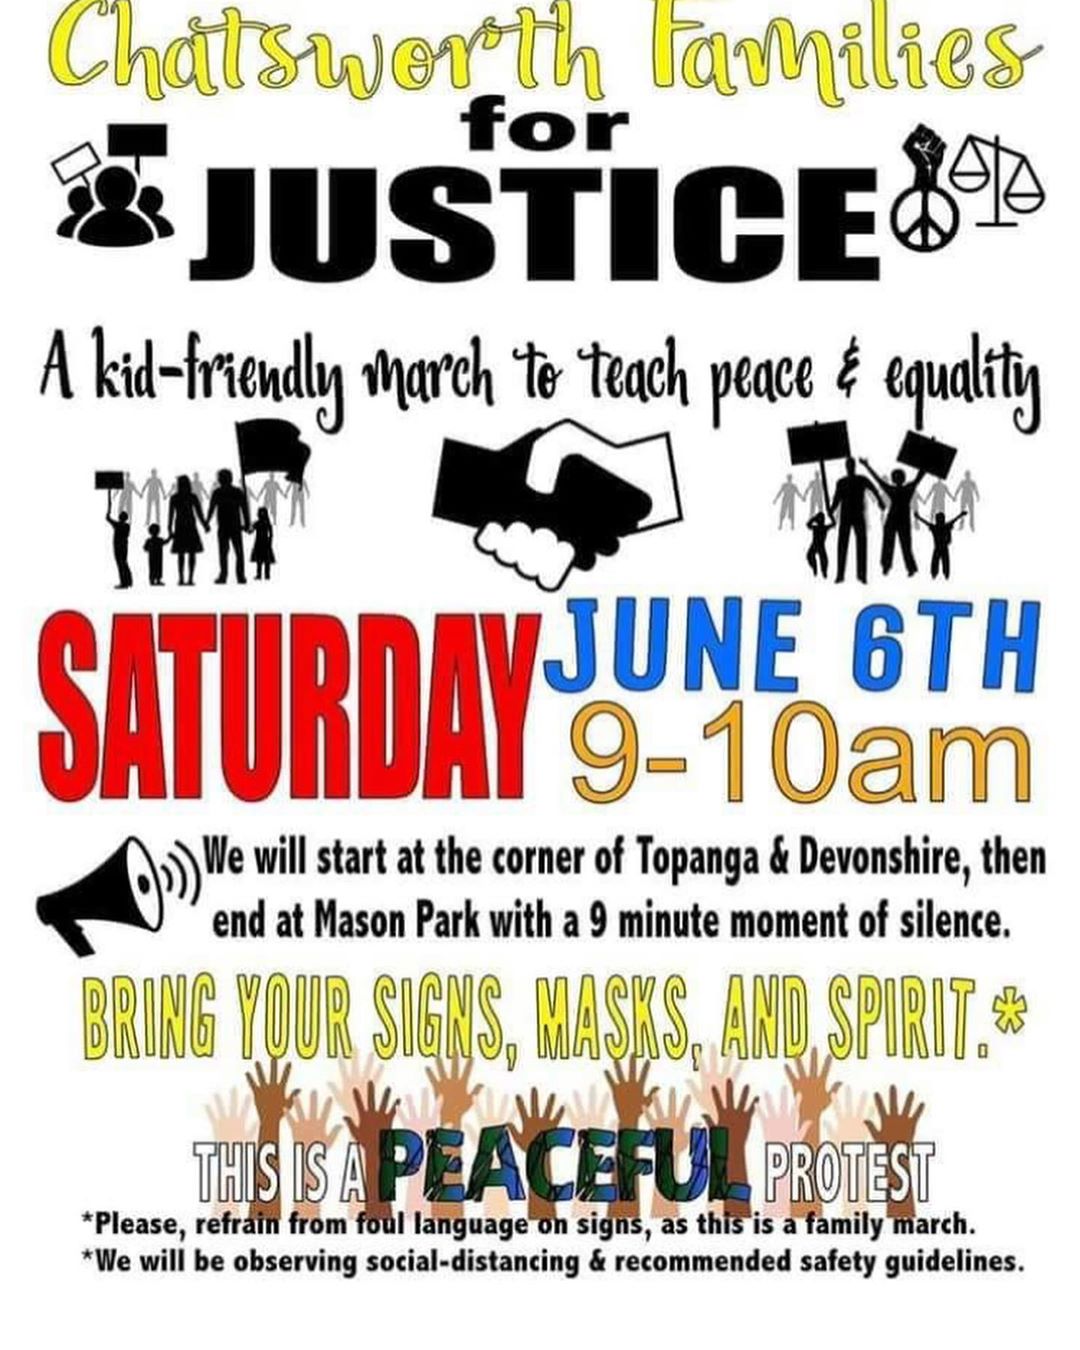 Chatsworth Families
for
JUSTICE
A kid-friendly march to teach peace & equality
SATURDAY JUNE 6TH
9-10am
We will start at the corner of Topanga & Devonshire, then
end at Mason Park with a 9 minute moment of silence.
BRING YOUR SIGNS, MASKS, AND SPIRIT.*
THIS IS A PEACEFUL PROTEST
*Please, refrain from foul language on signs, as this is a family march.
*We will be observing social-distancing & recommended safety guidelines.